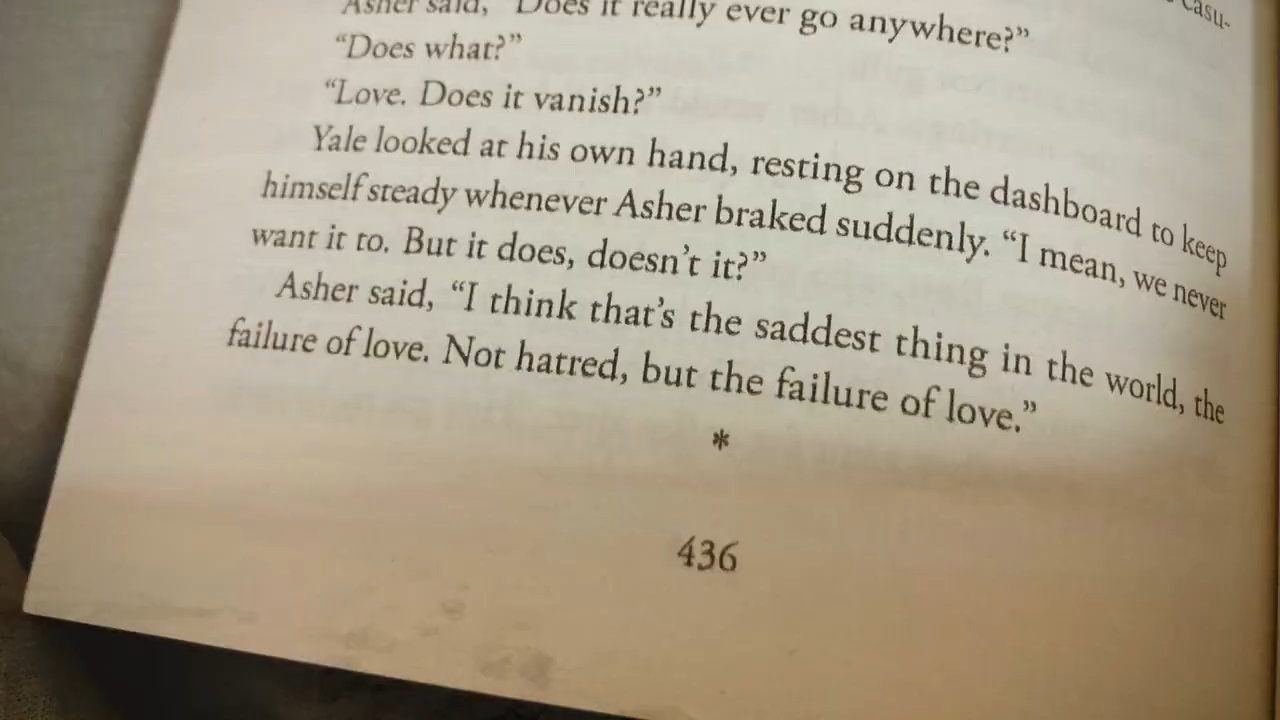 casu-
Asher said, "Does it really ever go anywhere?"
“Does what?”
“Love. Does it vanish?”
Yale looked at his own hand, resting on the dashboard to keep
himself steady whenever Asher braked suddenly. “I mean, we never
want it to. But it does, doesn’t it?”
Asher said, “I think that’s the saddest thing in the world, the
failure of love. Not hatred, but the failure of love.”
*
436